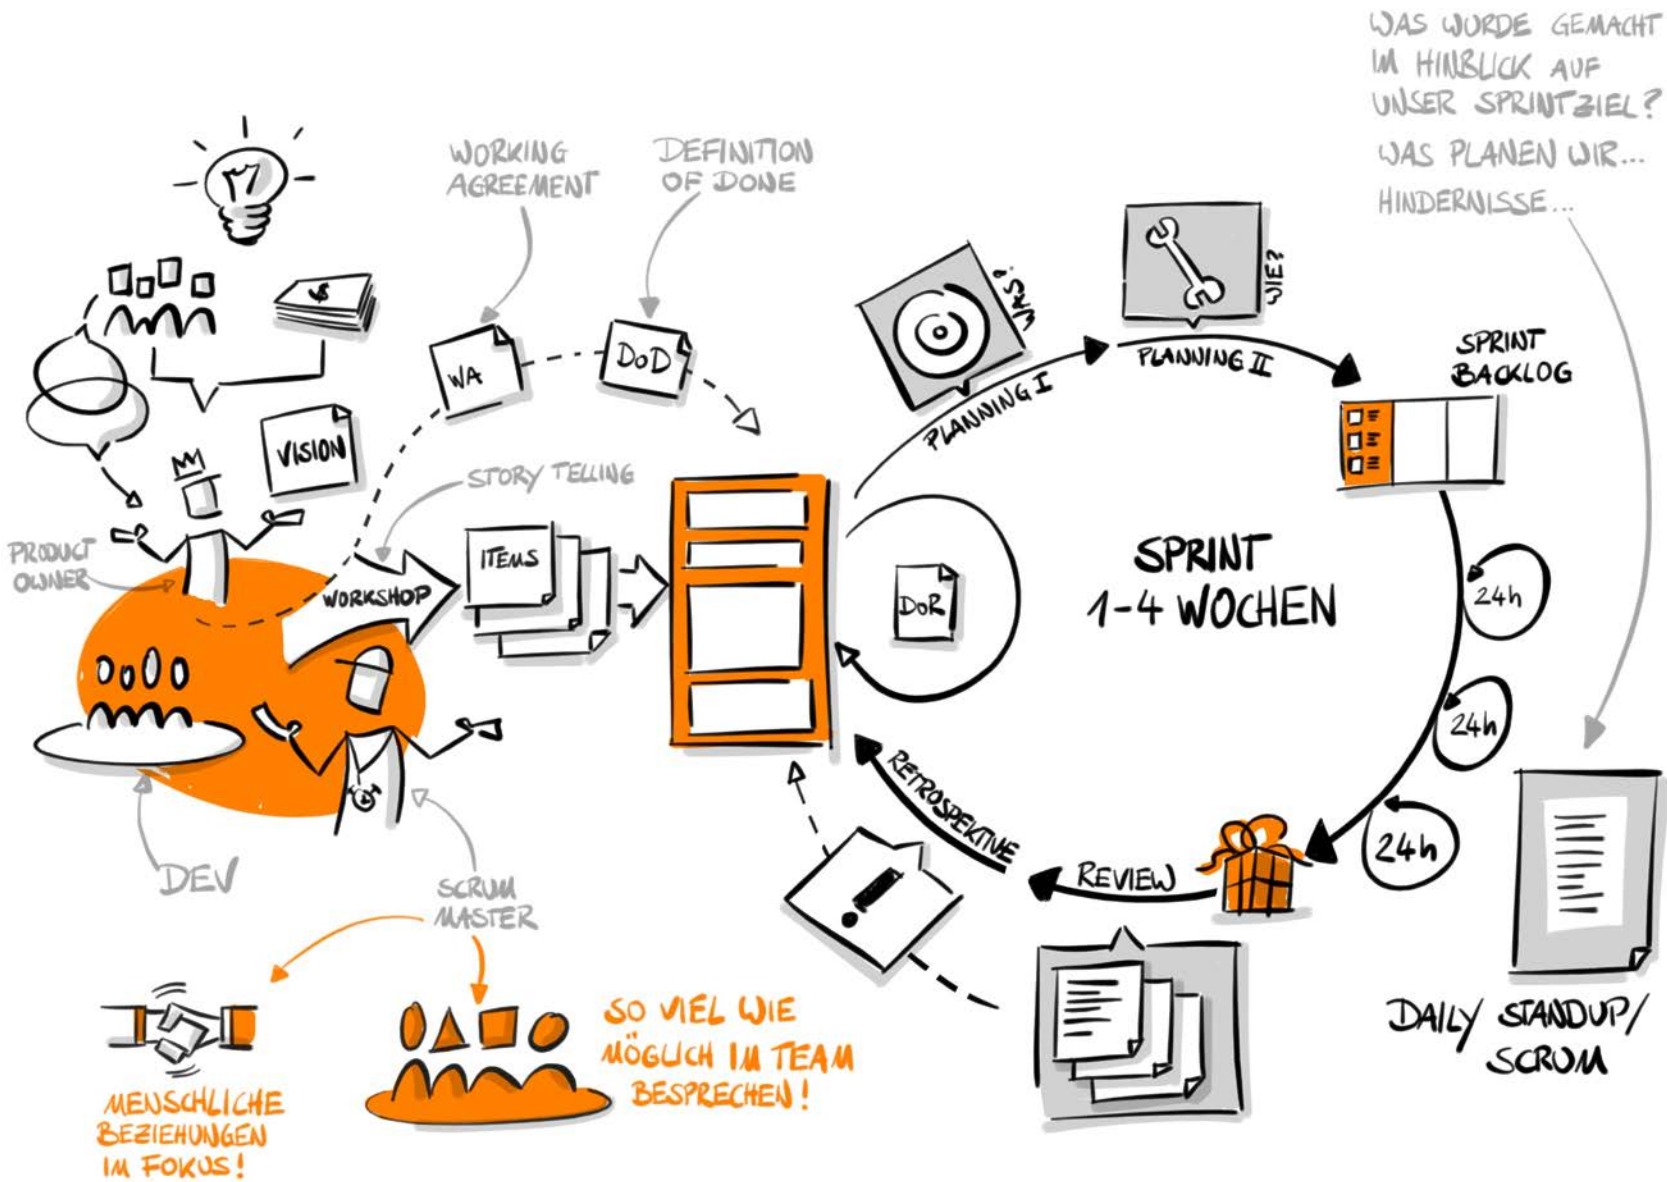 WAS WURDE GEMACHT
IM HINBLICK AUF
UNSER SPRINTZIEL?
WAS PLANEN WIR...
HINDERNISSE...
WORKING
AGREEMENT
DEFINITION
OF DONE
$
VISION
WA
DoD
WAS?
WIE?
PLANNING I
PLANNING II
SPRINT
BACKLOG
STORY TELLING
PRODUCT
OWNER
WORKSHOP
ITEMS
DoR
SPRINT
1-4 WOCHEN
24h
24h
24h
RETROSPEKTIVE
REVIEW
!
DEV
SCRUM
MASTER
DAILY STANDUP/
SCRUM
SO VIEL WIE
MÖGLICH IM TEAM
BESPRECHEN!
MENSCHLICHE
BEZIEHUNGEN
IM FOKUS!